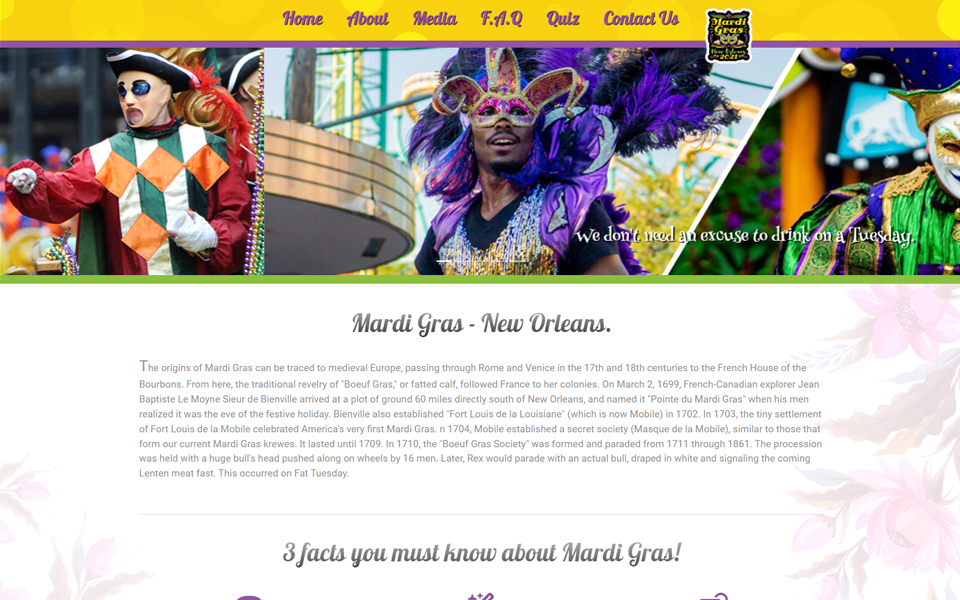 Home About Media F.A.Q Quiz Contact Us
Mardi
Gras
New Orleans
2021
We don't need an excuse to drink on a Tuesday.
Mardi Gras - New Orleans.
The origins of Mardi Gras can be traced to medieval Europe, passing through Rome and Venice in the 17th and 18th centuries to the French House of the
Bourbons. From here, the traditional revelry of "Boeuf Gras," or fatted calf, followed France to her colonies. On March 2, 1699, French-Canadian explorer Jean
Baptiste Le Moyne Sieur de Bienville arrived at a plot of ground 60 miles directly south of New Orleans, and named it "Pointe du Mardi Gras" when his men
realized it was the eve of the festive holiday. Bienville also established "Fort Louis de la Louisiane" (which is now Mobile) in 1702. In 1703, the tiny settlement
of Fort Louis de la Mobile celebrated America's very first Mardi Gras. n 1704, Mobile established a secret society (Masque de la Mobile), similar to those that
form our current Mardi Gras krewes. It lasted until 1709. In 1710, the "Boeuf Gras Society" was formed and paraded from 1711 through 1861. The procession
was held with a huge bull's head pushed along on wheels by 16 men. Later, Rex would parade with an actual bull, draped in white and signaling the coming
Lenten meat fast. This occurred on Fat Tuesday.
3 facts you must know about Mardi Gras!